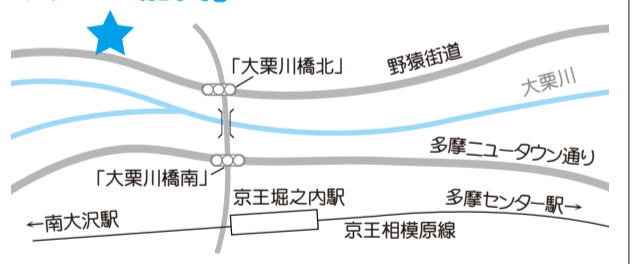 「大栗川橋北」
野猿街道
大栗川
多摩ニュータウン通り
「大栗川橋南」
京王堀之内駅
多摩センター駅→
←南大沢駅
京王相模原線